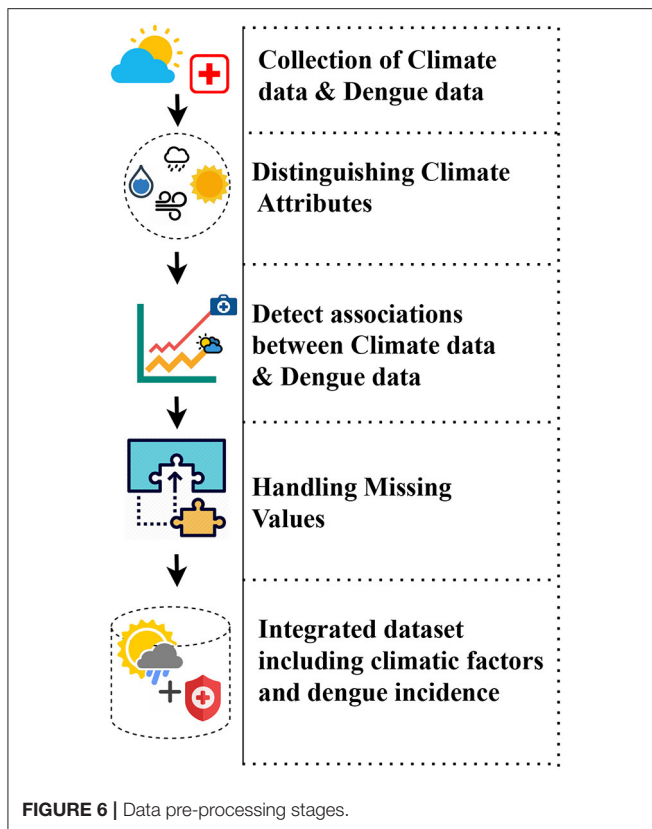 Collection of Climate
data & Dengue data
Distinguishing Climate
Attributes
Detect associations
between Climate data
& Dengue data
Handling Missing
Values
Integrated dataset
including climatic factors
and dengue incidence
FIGURE 6 | Data pre-processing stages.